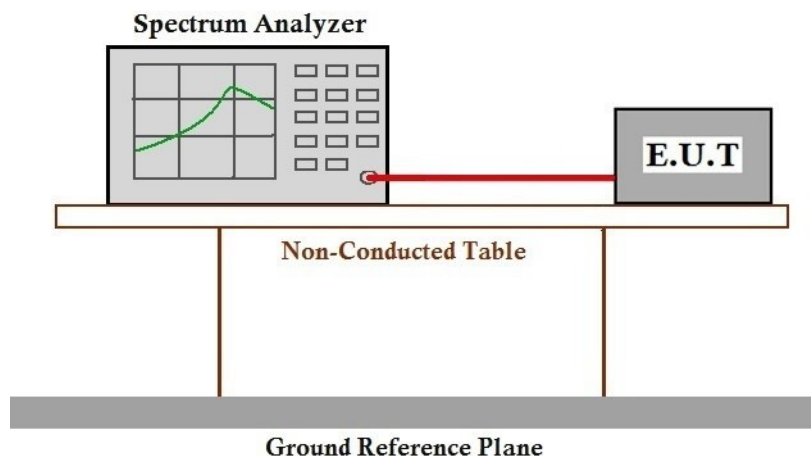 Spectrum Analyzer
E.U.T
Non-Conducted Table
Ground Reference Plane